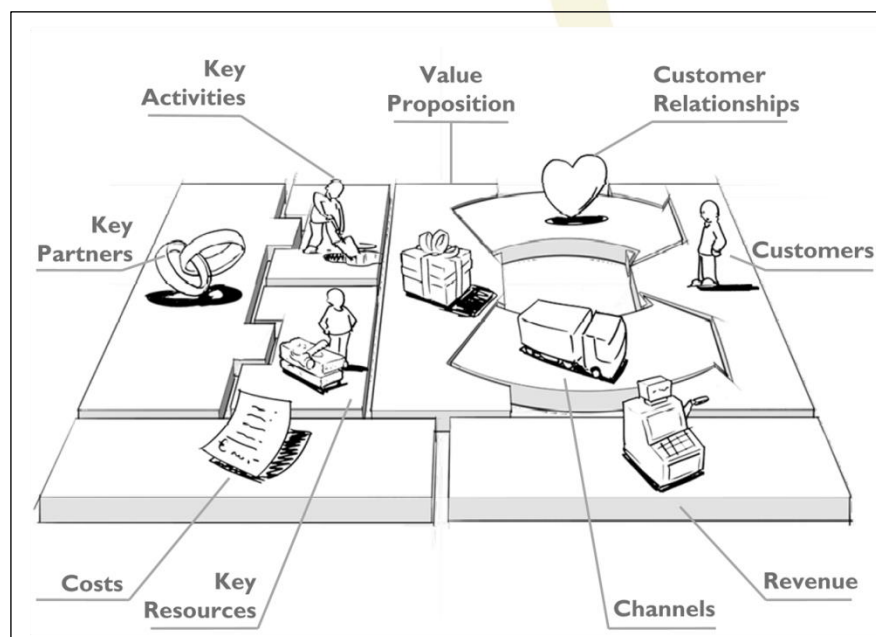 Key
Activities
Value
Proposition
Customer
Relationships
Key
Partners
Customers
Costs
Key
Resources
Channels
Revenue